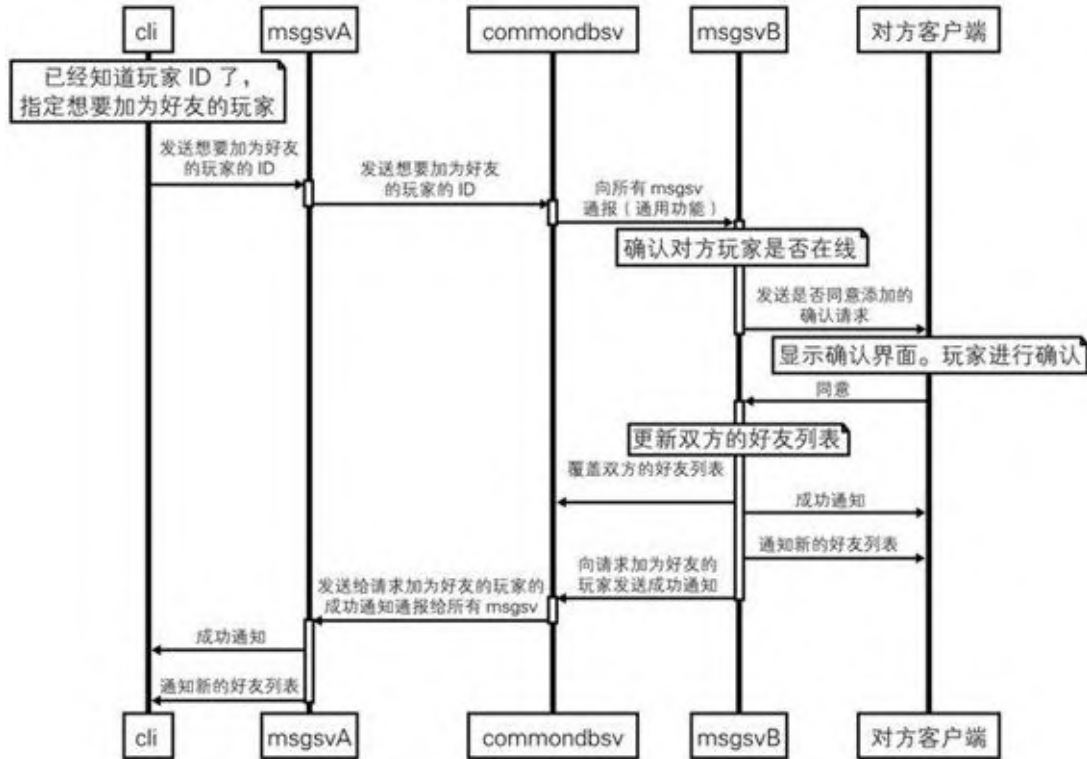 cli
msgsvA
commondbsv
msgsvB
对方客户端
已经知道玩家 ID 了，
指定想要加为好友的玩家
发送想要加为好友
的玩家的 ID
发送想要加为好友
的玩家的 ID
向所有 msgsv
通报（通用功能）
确认对方玩家是否在线
发送是否同意添加的
确认请求
显示确认界面。玩家进行确认
同意
更新双方的好友列表
覆盖双方的好友列表
成功通知
通知新的好友列表
向请求加为好友的
玩家发送成功通知
发送给请求加为好友的玩家的
成功通知通报给所有 msgsv
成功通知
通知新的好友列表
cli
msgsvA
commondbsv
msgsvB
对方客户端